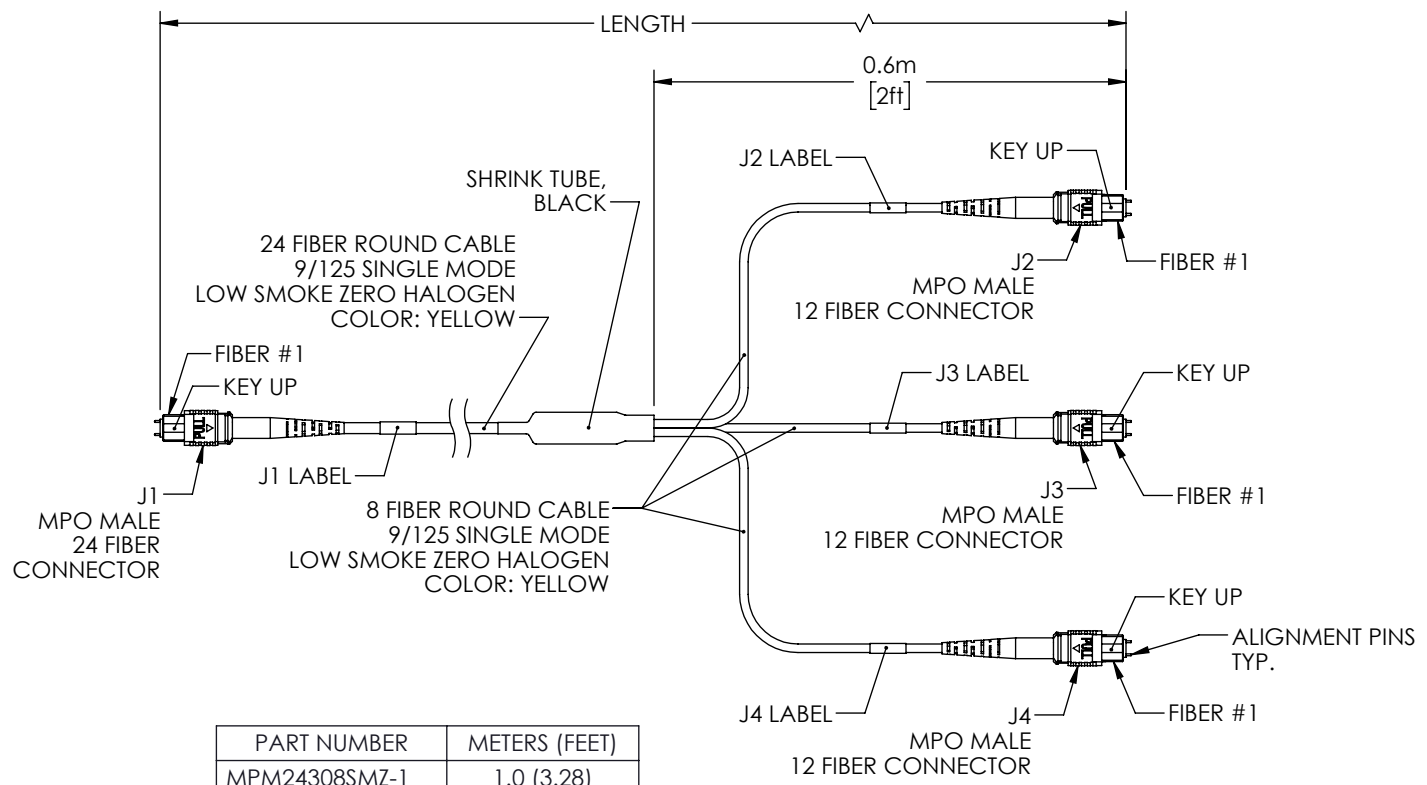 LENGTH
0.6m
[2ft]
J2 LABEL
KEY UP
SHRINK TUBE,
BLACK
24 FIBER ROUND CABLE
9/125 SINGLE MODE
LOW SMOKE ZERO HALOGEN
COLOR: YELLOW
PULL
J2
MPO MALE
12 FIBER CONNECTOR
FIBER #1
FIBER #1
KEY UP
PULL
J1 LABEL
J1
MPO MALE
24 FIBER
CONNECTOR
J3 LABEL
KEY UP
PULL
J3
MPO MALE
12 FIBER CONNECTOR
FIBER #1
8 FIBER ROUND CABLE
9/125 SINGLE MODE
LOW SMOKE ZERO HALOGEN
COLOR: YELLOW
KEY UP
PULL
ALIGNMENT PINS
TYP.
J4 LABEL
J4
MPO MALE
12 FIBER CONNECTOR
FIBER #1
PART NUMBER METERS (FEET)
MPM24308SMZ-1 1.0 (3.28)